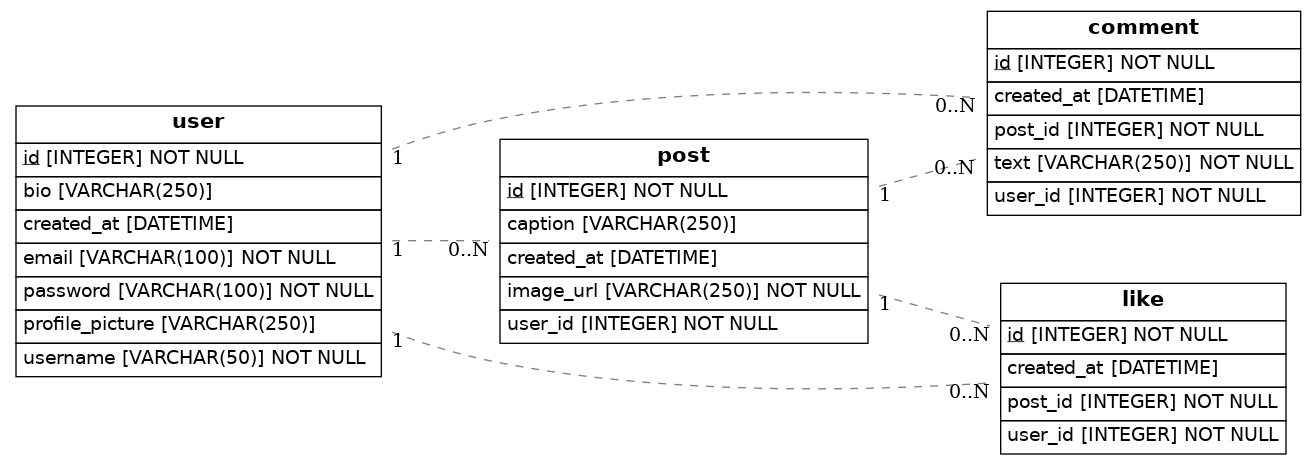 user
id [INTEGER] NOT NULL
bio [VARCHAR(250)]
created_at [DATETIME]
email [VARCHAR(100)] NOT NULL
password [VARCHAR(100)] NOT NULL
profile_picture [VARCHAR(250)]
username [VARCHAR(50)] NOT NULL
1
1
1
0..N
post
id [INTEGER] NOT NULL
caption [VARCHAR(250)]
created_at [DATETIME]
image_url [VARCHAR(250)] NOT NULL
user_id [INTEGER] NOT NULL
1
1
0..N
0..N
comment
id [INTEGER] NOT NULL
created_at [DATETIME]
post_id [INTEGER] NOT NULL
text [VARCHAR(250)] NOT NULL
user_id [INTEGER] NOT NULL
0..N
0..N
like
id [INTEGER] NOT NULL
created_at [DATETIME]
post_id [INTEGER] NOT NULL
user_id [INTEGER] NOT NULL